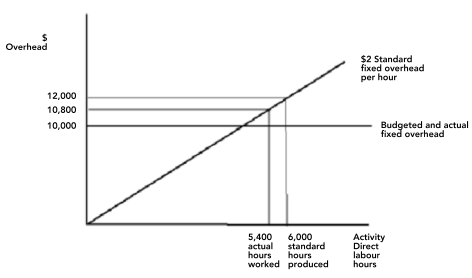 $
Overhead
$2 Standard
fixed overhead
per hour
12,000
10,800
10,000
Budgeted and actual
fixed overhead
5,400
actual
hours
worked
6,000
standard
hours
produced
Activity
Direct
labour
hours